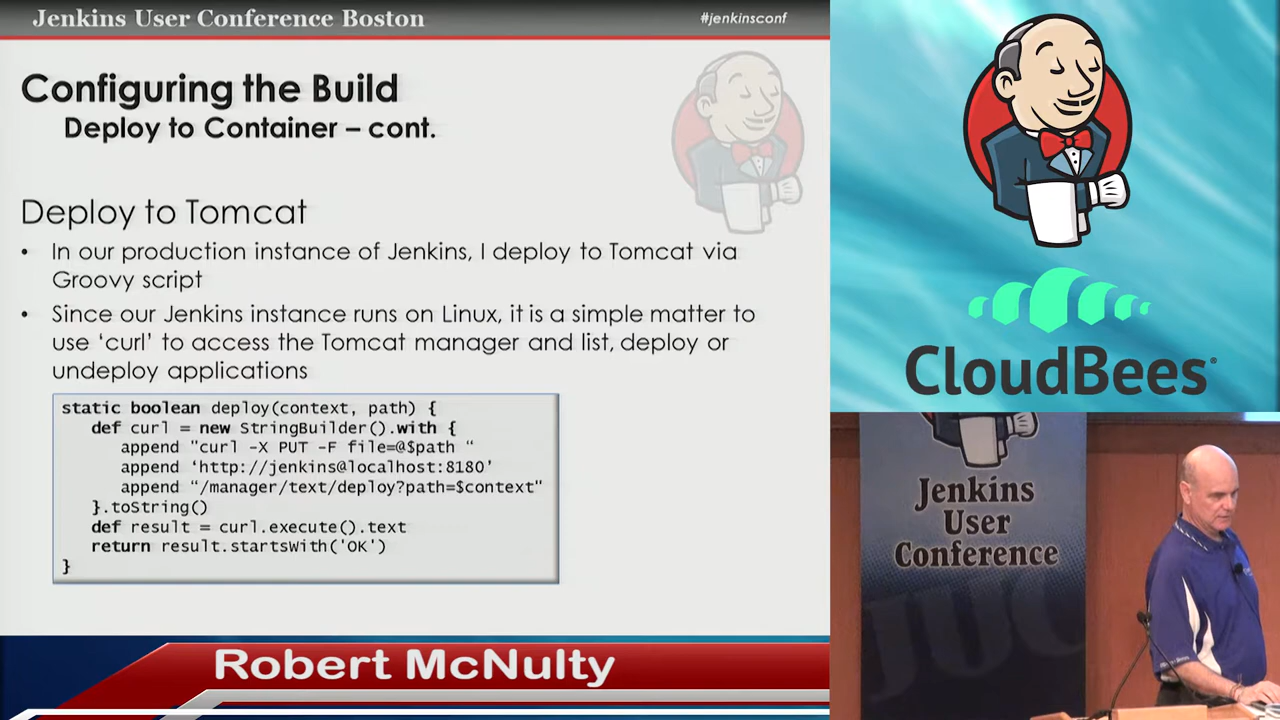 Jenkins User Conference Boston
#jenkinsconf
Configuring the Build
Deploy to Container – cont.
Deploy to Tomcat
• In our production instance of Jenkins, I deploy to Tomcat via
Groovy script
• Since our Jenkins instance runs on Linux, it is a simple matter to
use ‘curl’ to access the Tomcat manager and list, deploy or
undeploy applications
static boolean deploy(context, path) {
def curl = new StringBuilder().with {
append "curl -X PUT -F file=@$path “
append ‘http://jenkins@localhost:8180’
append “/manager/text/deploy?path=$context"
}.toString()
def result = curl.execute().text
return result.startsWith('OK’)
}
Robert McNulty
CloudBees®
Jenkins
User
Conference
JUC